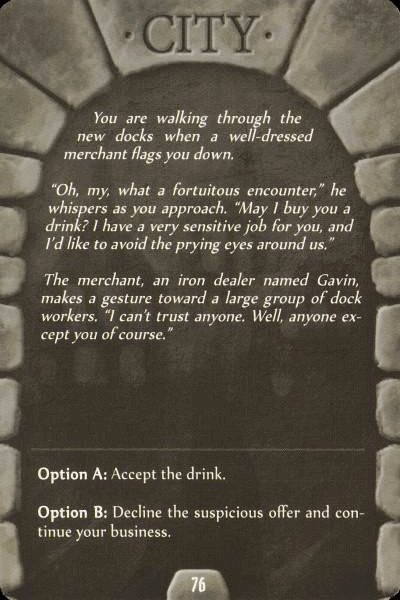 · CITY ·
You are walking through the
new docks when a well-dressed
merchant flags you down.
“Oh, my, what a fortuitous encounter,” he
whispers as you approach. “May I buy you a
drink? I have a very sensitive job for you, and
I’d like to avoid the prying eyes around us.”
The merchant, an iron dealer named Gavin,
makes a gesture toward a large group of dock
workers. “I can’t trust anyone. Well, anyone ex-
cept you of course.”
Option A: Accept the drink.
Option B: Decline the suspicious offer and con-
tinue your business.
76